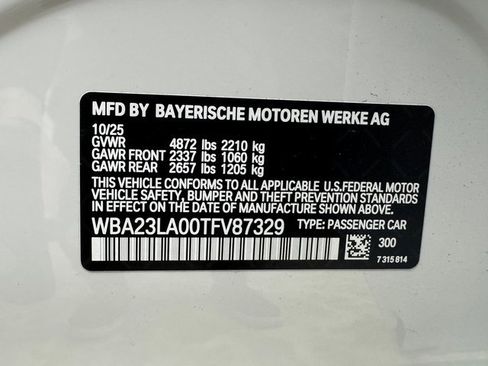 MFD BY BAYERISCHE MOTOREN WERKE AG
10/25
GVWR 4872 lbs 2210 kg
GAWR FRONT 2337 lbs 1060 kg
GAWR REAR 2657 lbs 1205 kg
THIS VEHICLE CONFORMS TO ALL APPLICABLE U.S.FEDERAL MOTOR
VEHICLE SAFETY, BUMPER, AND THEFT PREVENTION STANDARDS
IN EFFECT ON THE DATE OF MANUFACTURE SHOWN ABOVE.
WBA23LA00TFV87329 TYPE: PASSENGER CAR
300
7 315 814